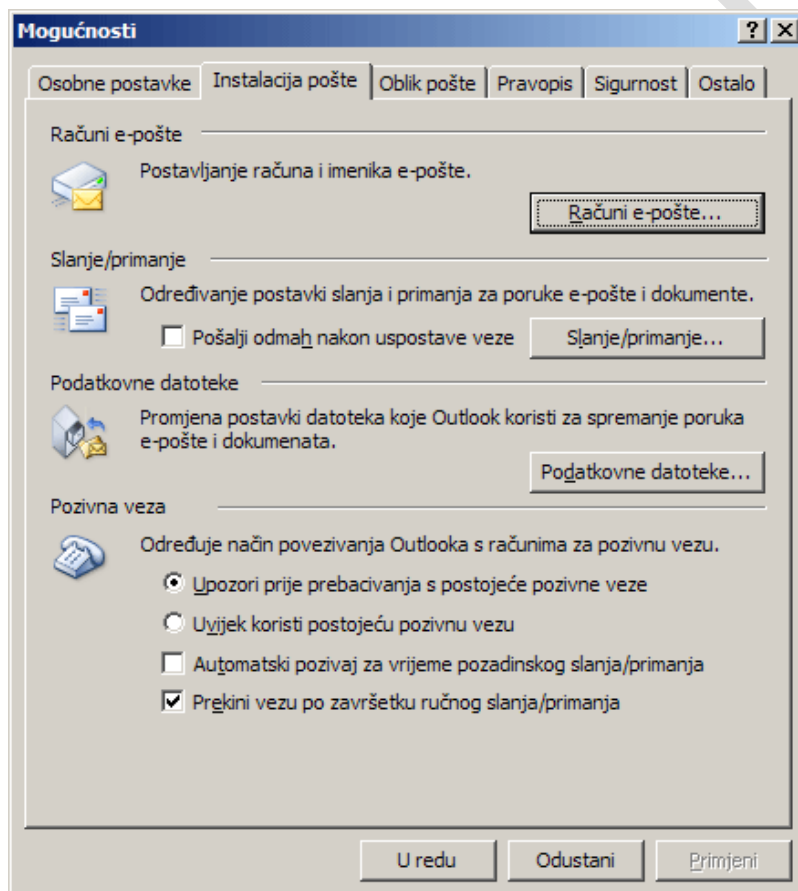 Mogućnosti
Osobne postavke Instalacija pošte Oblik pošte Pravopis Sigurnost Ostalo
Računi e-pošte
Postavljanje računa i imenika e-pošte.
Računi e-pošte...
Slanje/primanje
Određivanje postavki slanja i primanja za poruke e-pošte i dokumente.
Pošalji odmah nakon uspostave veze Slanje/primanje...
Podatkovne datoteke
Promjena postavki datoteka koje Outlook koristi za spremanje poruka
e-pošte i dokumenata.
Podatkovne datoteke...
Pozivna veza
Određuje način povezivanja Outlooka s računima za pozivnu vezu.
Upozori prije prebacivanja s postojeće pozivne veze
Uvijek koristi postojeću pozivnu vezu
Automatski pozivaj za vrijeme pozadinskog slanja/primanja
Prekini vezu po završetku ručnog slanja/primanja
U redu Odustani Primjeni